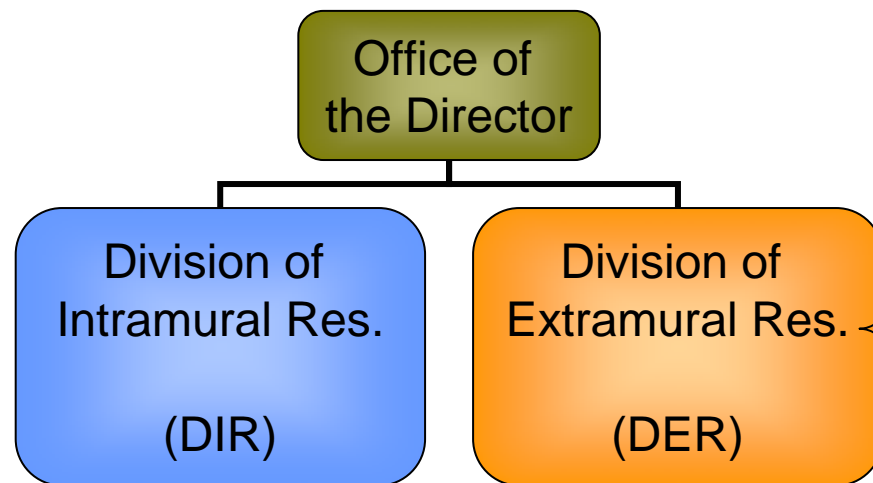 Office of
the Director
Division of
Intramural Res.
(DIR)
Division of
Extramural Res.
(DER)